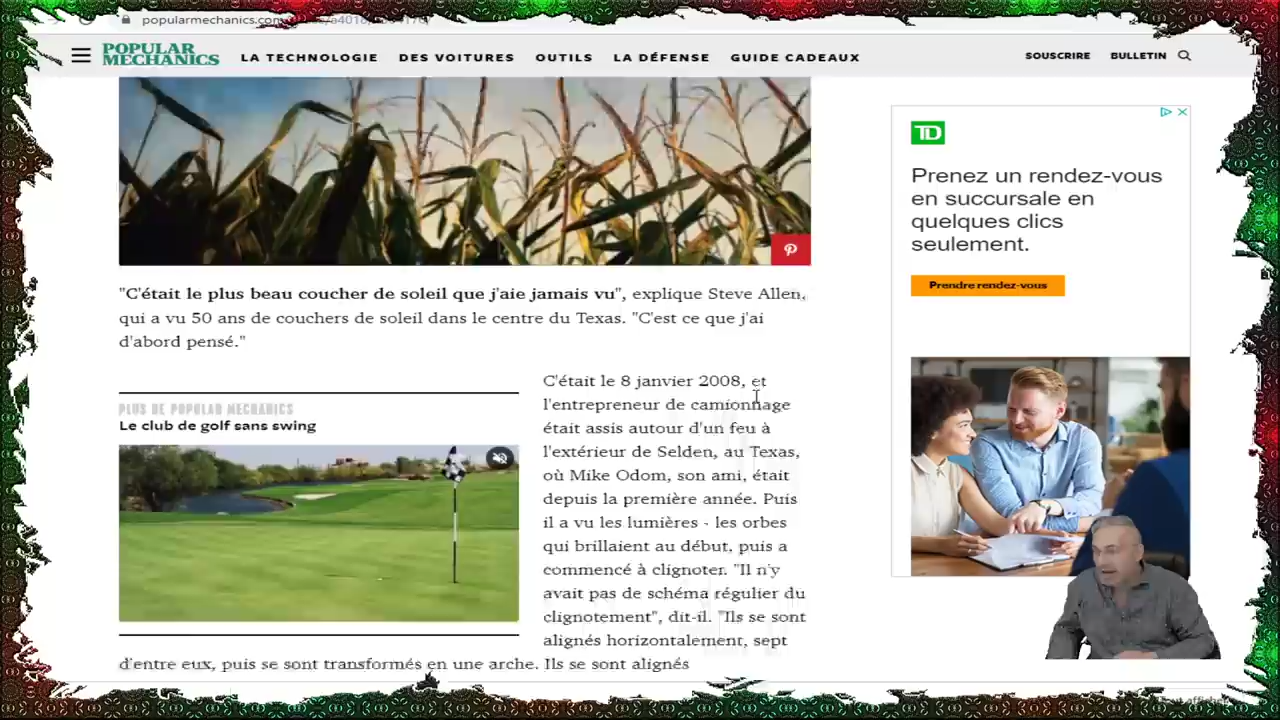 popularmechanics.com
POPULAR MECHANICS
LA TECHNOLOGIE DES VOITURES OUTILS LA DÉFENSE GUIDE CADEAUX
SOUSCRIRE BULLETIN
"C'était le plus beau coucher de soleil que j'aie jamais vu", explique Steve Allen,
qui a vu 50 ans de couchers de soleil dans le centre du Texas. "C'est ce que j'ai
d'abord pensé."
PLUS DE POPULAR MECHANICS
Le club de golf sans swing
C'était le 8 janvier 2008, et
l'entrepreneur de camionnage
était assis autour d'un feu à
l'extérieur de Selden, au Texas,
où Mike Odom, son ami, était
depuis la première année. Puis
il a vu les lumières - les orbes
qui brillaient au début, puis a
commencé à clignoter. "Il n'y
avait pas de schéma régulier du
clignotement", dit-il. "Ils se sont
alignés horizontalement, sept
d'entre eux, puis se sont transformés en une arche. Ils se sont alignés
TD
Prenez un rendez-vous
en succursale en
quelques clics
seulement.
Prendre rendez-vous